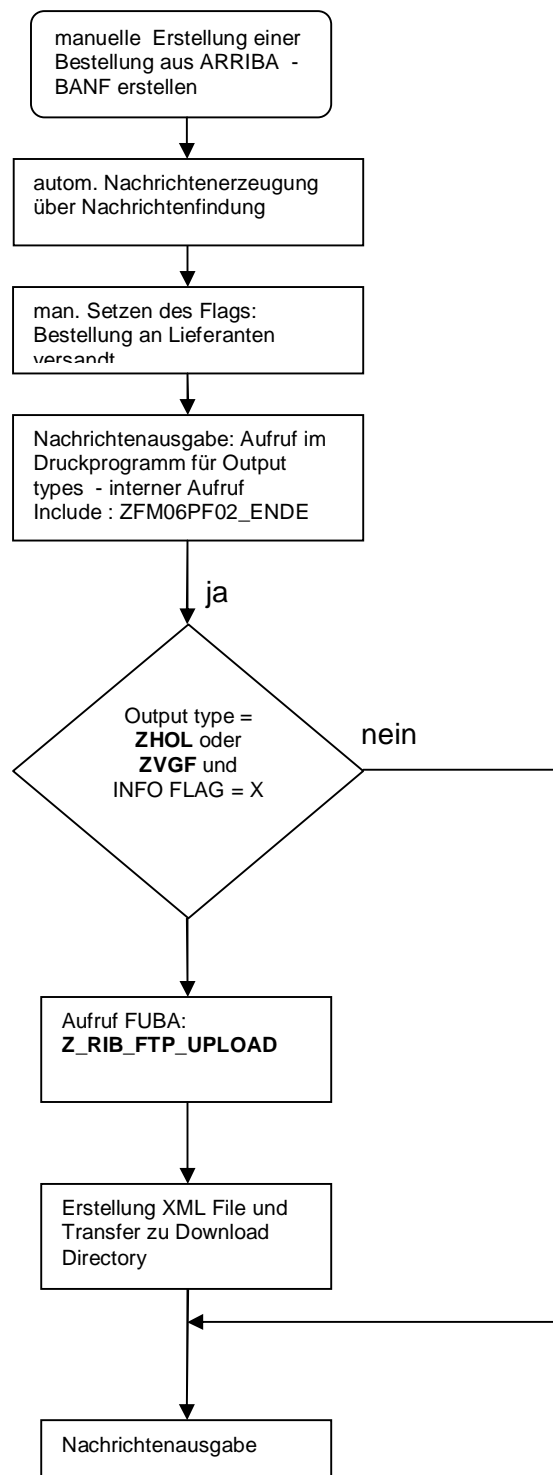 manuelle Erstellung einer
Bestellung aus ARRIBA -
BANF erstellen
autom. Nachrichtenerzeugung
über Nachrichtenfindung
man. Setzen des Flags:
Bestellung an Lieferanten
versandt
Nachrichtenausgabe: Aufruf im
Druckprogramm für Output
types - interner Aufruf
Include : ZFM06PF02_ENDE
ja
Output type =
ZHOL oder
ZVGF und
INFO FLAG = X
nein
Aufruf FUBA:
Z_RIB_FTP_UPLOAD
Erstellung XML File und
Transfer zu Download
Directory
Nachrichtenausgabe